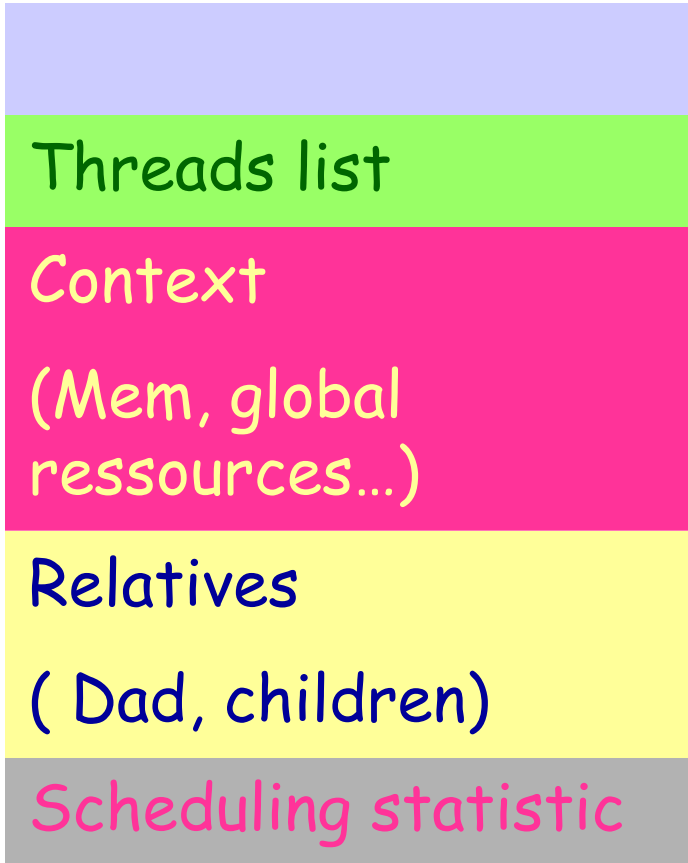 Threads list
Context
(Mem, global
ressources…)
Relatives
( Dad, children)
Scheduling statistic